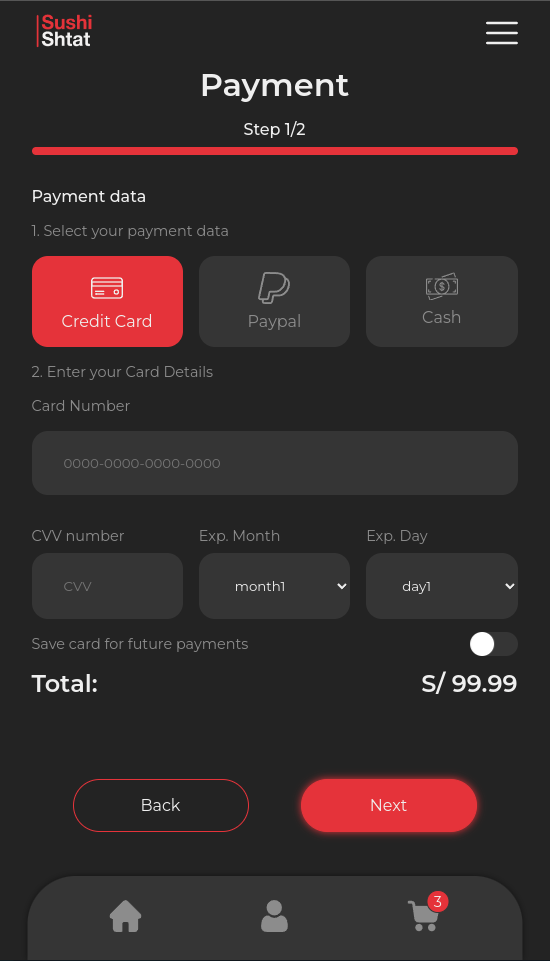 Sushi
Shtat
Payment
Step 1/2
Payment data
1. Select your payment data
Credit Card
Paypal
$
Cash
2. Enter your Card Details
Card Number
0000-0000-0000-0000
CVV number
Exp. Month
Exp. Day
CVV
month1
day1
Save card for future payments
Total:
S/ 99.99
Back
Next
3